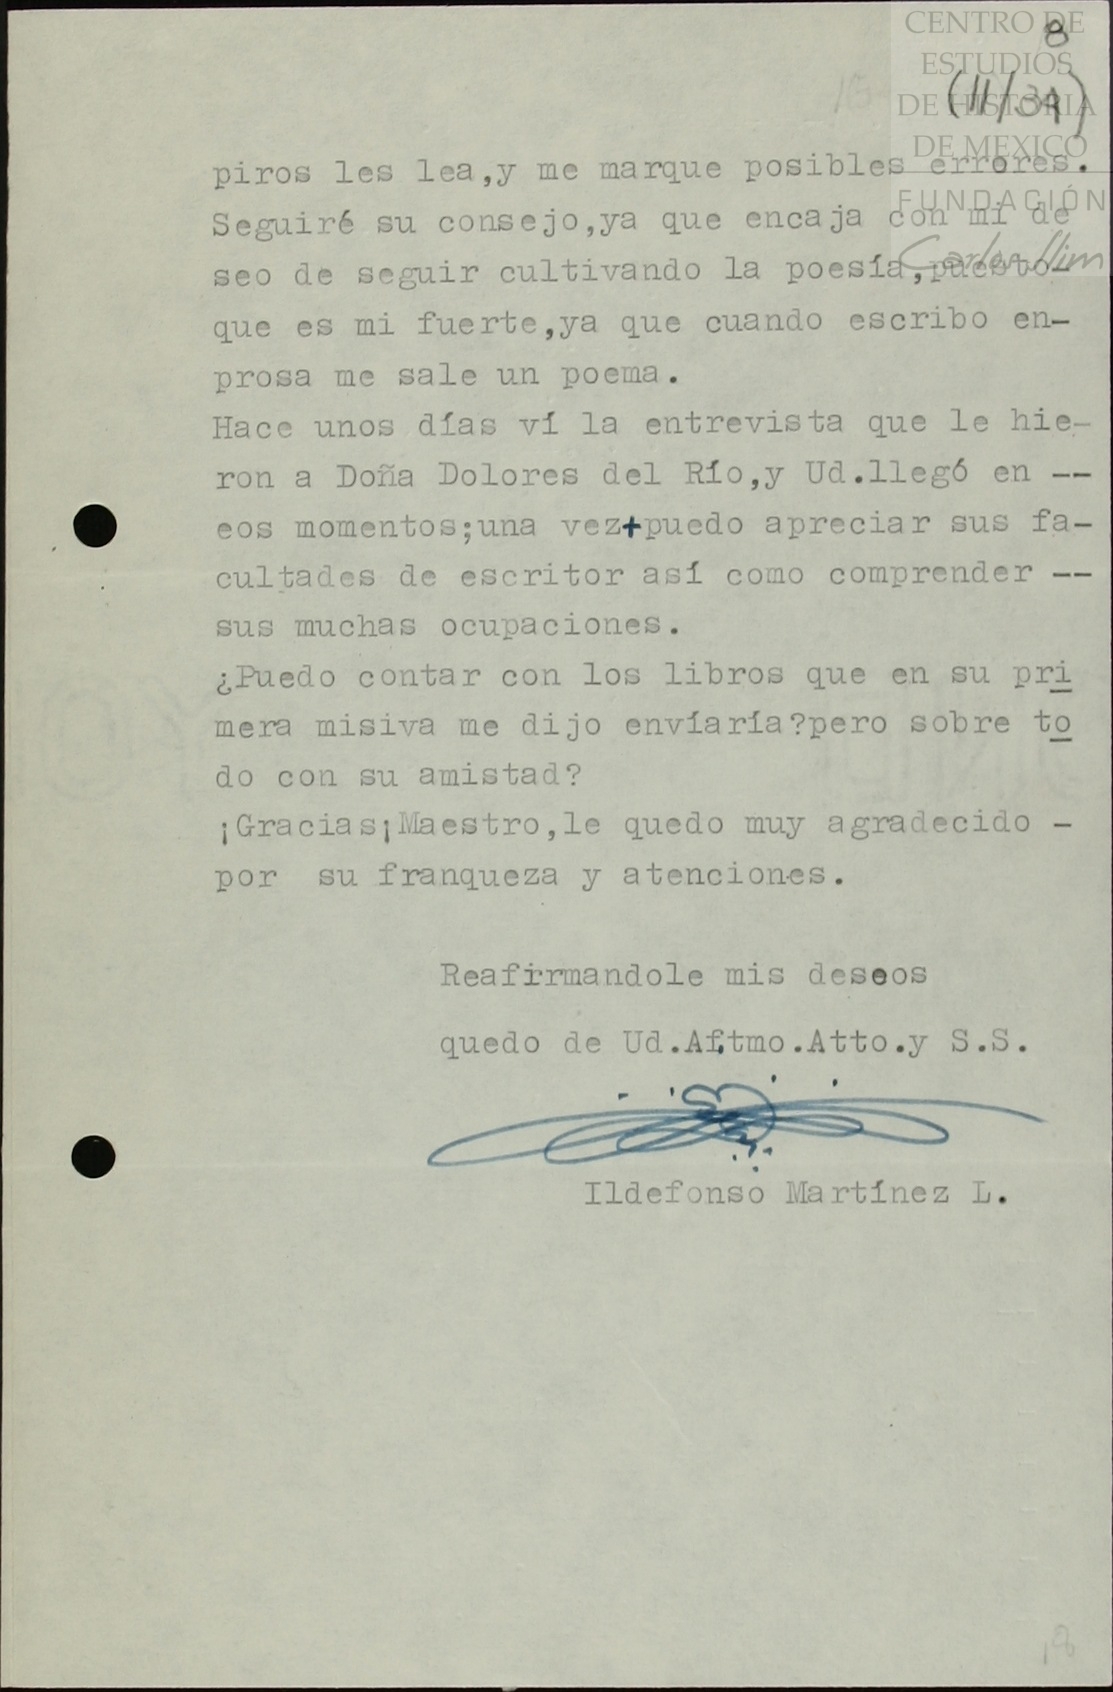 CENTRO DE
ESTUDIOS
DE HISTORIA
DE MEXICO
FUNDACIÓN
Carlos Slim
8
(11/39)
piros les lea,y me marque posibles errores.
Seguiré su consejo,ya que encaja con mi de
seo de seguir cultivando la poesía,puesto-
que es mi fuerte,ya que cuando escribo en-
prosa me sale un poema.
Hace unos días ví la entrevista que le hie-
ron a Doña Dolores del Río,y Ud.llegó en --
eos momentos;una vez+puedo apreciar sus fa-
cultades de escritor así como comprender --
sus muchas ocupaciones.
¿Puedo contar con los libros que en su pri
mera misiva me dijo envíaría?pero sobre to
do con su amistad?
¡Gracias¡Maestro,le quedo muy agradecido -
por su franqueza y atenciones.
Reafirmandole mis deseos
quedo de Ud.Aftmo.Atto.y S.S.
Ildefonso Martínez L.